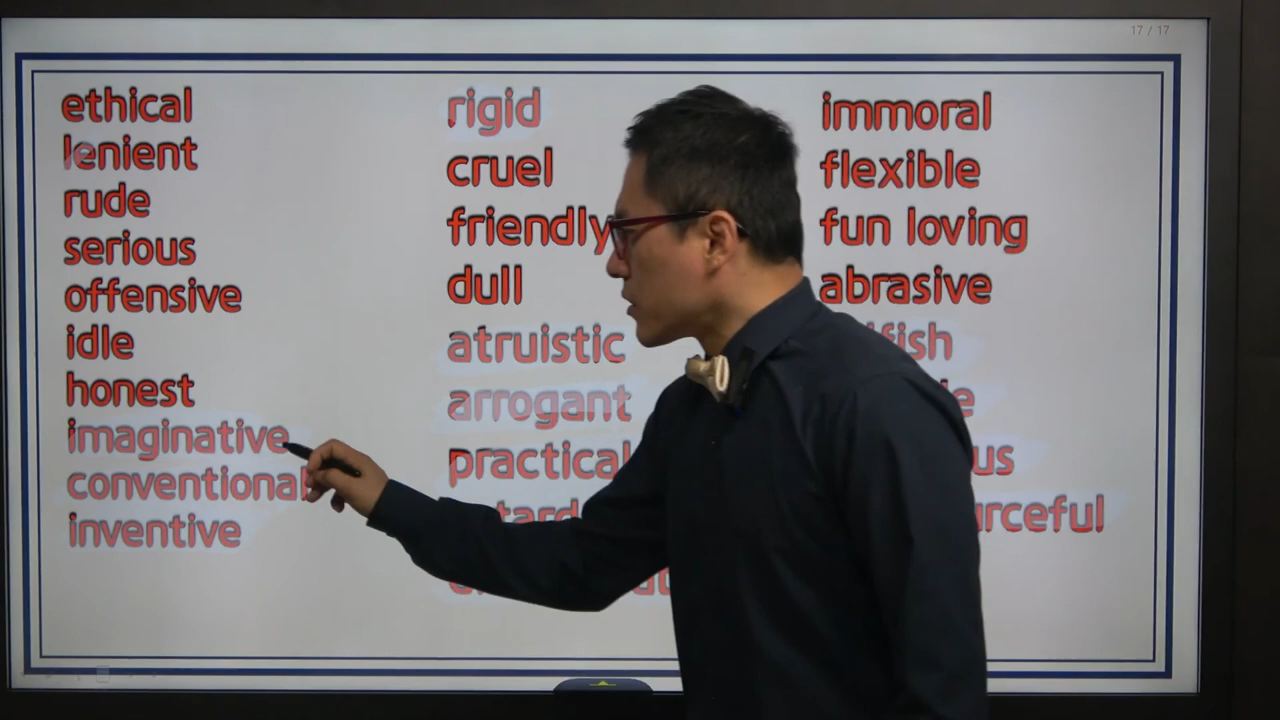 17 / 17
ethical
lenient
rude
serious
offensive
idle
honest
imaginative
conventional
inventive
rigid
cruel
friendly
dull
atruistic
arrogant
practical
immoral
flexible
fun loving
abrasive